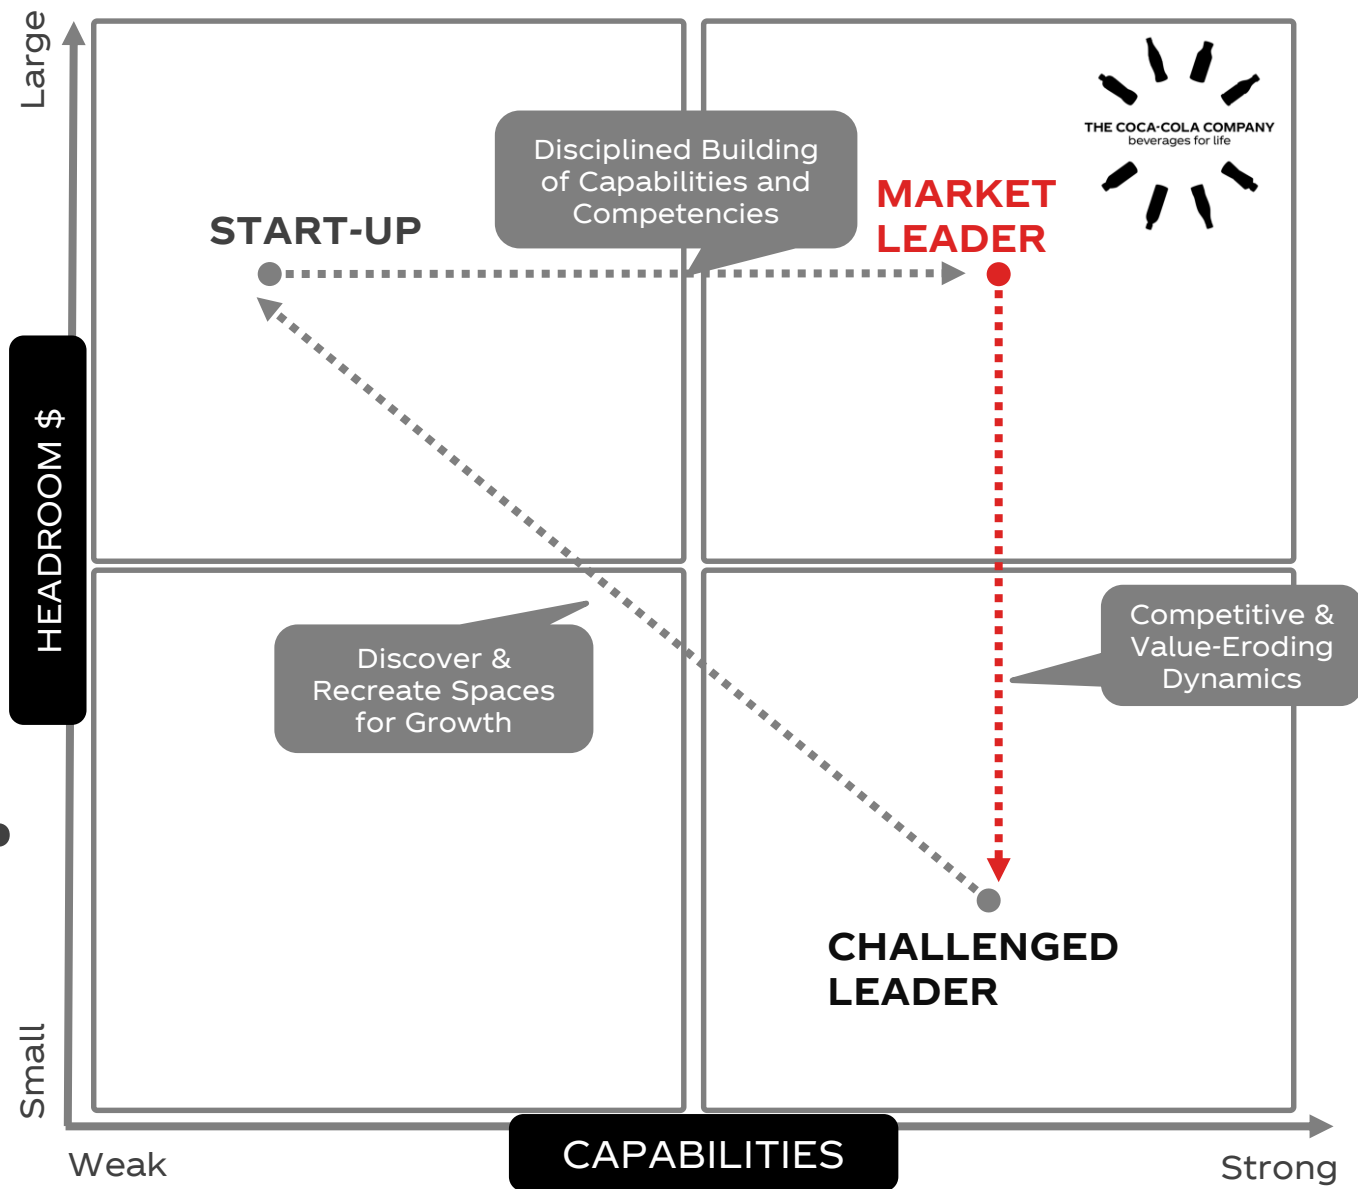 Large
THE COCA-COLA COMPANY
beverages for life
Disciplined Building
of Capabilities and
Competencies
MARKET
LEADER
START-UP
HEADROOM $
Competitive &
Value-Eroding
Dynamics
Discover &
Recreate Spaces
for Growth
CHALLENGED
LEADER
Small
CAPABILITIES
Weak
Strong